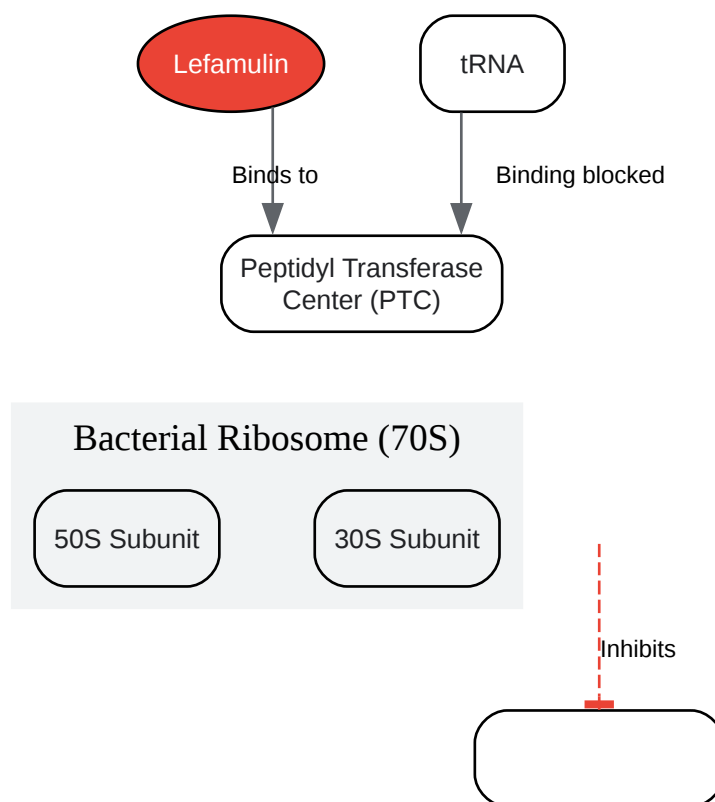 Lefamulin
tRNA
Binds to
Binding blocked
Peptidyl Transferase
Center (PTC)
Bacterial Ribosome (70S)
50S Subunit
30S Subunit
Inhibits